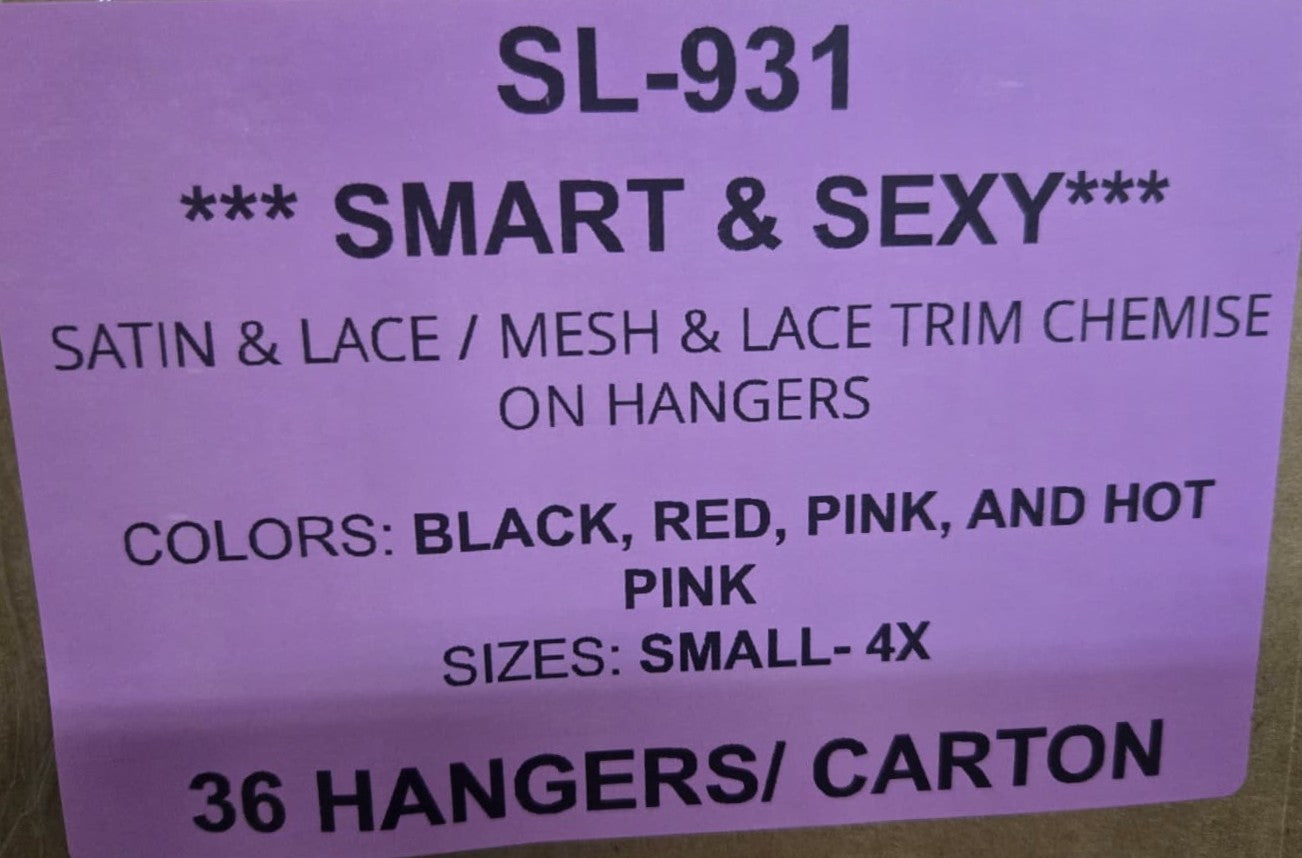 SL-931
*** SMART & SEXY***
SATIN & LACE / MESH & LACE TRIM CHEMISE
ON HANGERS
COLORS: BLACK, RED, PINK, AND HOT
PINK
SIZES: SMALL- 4X
36 HANGERS/ CARTON